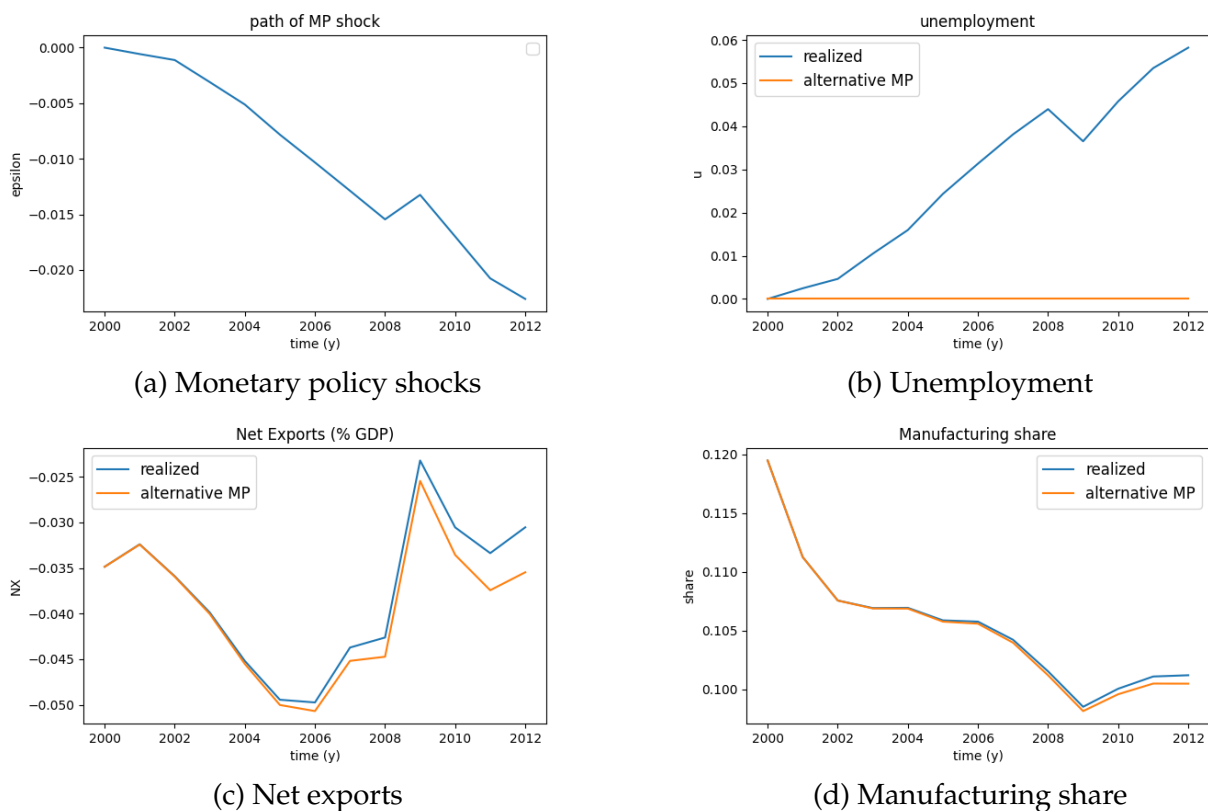 path of MP shock
0.000
−0.005
−0.010
−0.015
−0.020
epsilon
2000 2002 2004 2006 2008 2010 2012
time (y)
(a) Monetary policy shocks
unemployment
realized
alternative MP
0.06
0.05
0.04
0.03
0.02
0.01
0.00
u
2000 2002 2004 2006 2008 2010 2012
time (y)
(b) Unemployment
Net Exports (% GDP)
realized
alternative MP
−0.025
−0.030
−0.035
−0.040
−0.045
−0.050
NX
2000 2002 2004 2006 2008 2010 2012
time (y)
(c) Net exports
Manufacturing share
realized
alternative MP
0.120
0.115
0.110
0.105
0.100
share
2000 2002 2004 2006 2008 2010 2012
time (y)
(d) Manufacturing share